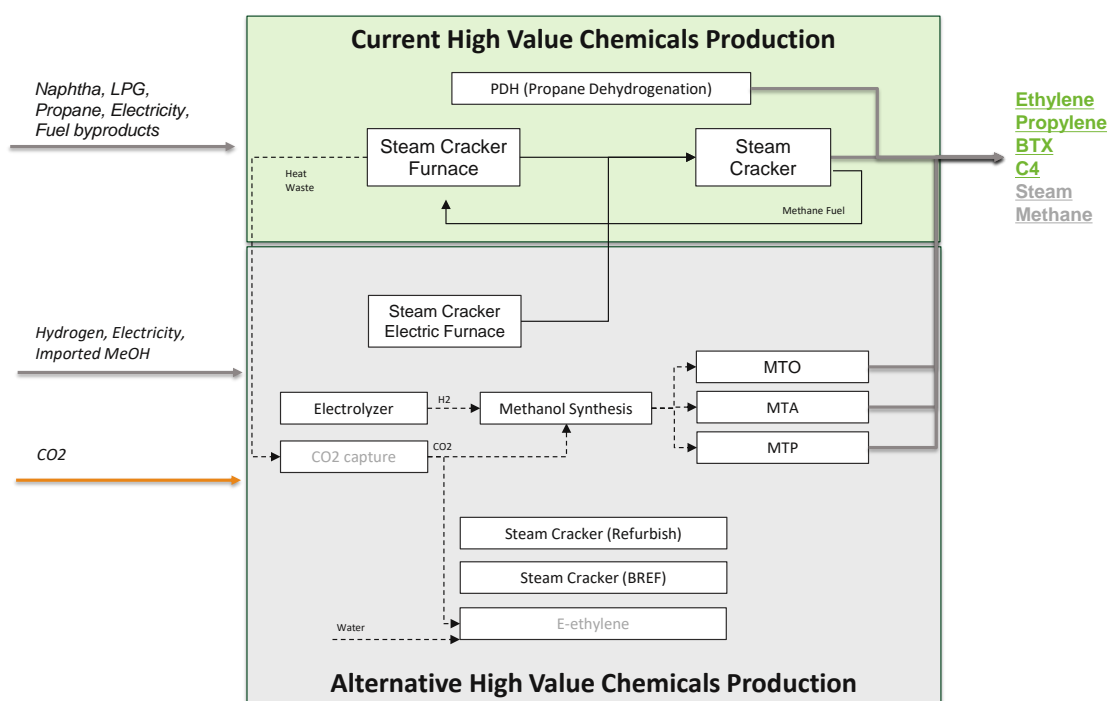 Current High Value Chemicals Production
Naphtha, LPG,
Propane, Electricity,
Fuel byproducts
PDH (Propane Dehydrogenation)
Ethylene
Propylene
BTX
C4
Steam
Methane
Steam Cracker
Furnace
Steam
Cracker
Heat
Waste
Methane Fuel
Steam Cracker
Electric Furnace
Hydrogen, Electricity,
Imported MeOH
MTO
Electrolyzer
H2
Methanol Synthesis
MTA
CO2
CO2 capture
CO2
MTP
Steam Cracker (Refurbish)
Steam Cracker (BREF)
Water
E-ethylene
Alternative High Value Chemicals Production